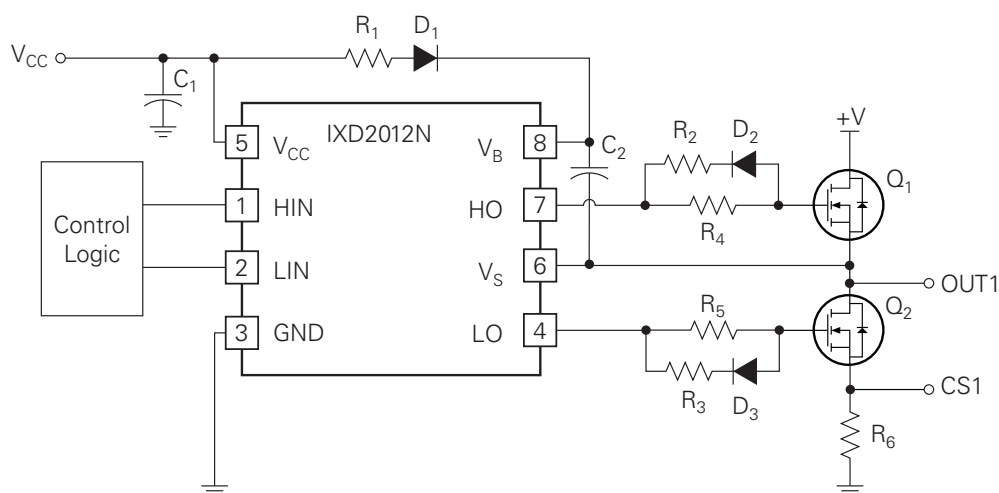 R1
D1
VCC
C1
+V
IXD2012N
5
VCC
VB
8
C2
R2
D2
Q1
Control
Logic
1
HIN
HO
7
R4
2
LIN
VS
6
OUT1
R5
Q2
3
GND
LO
4
R3
D3
CS1
R6